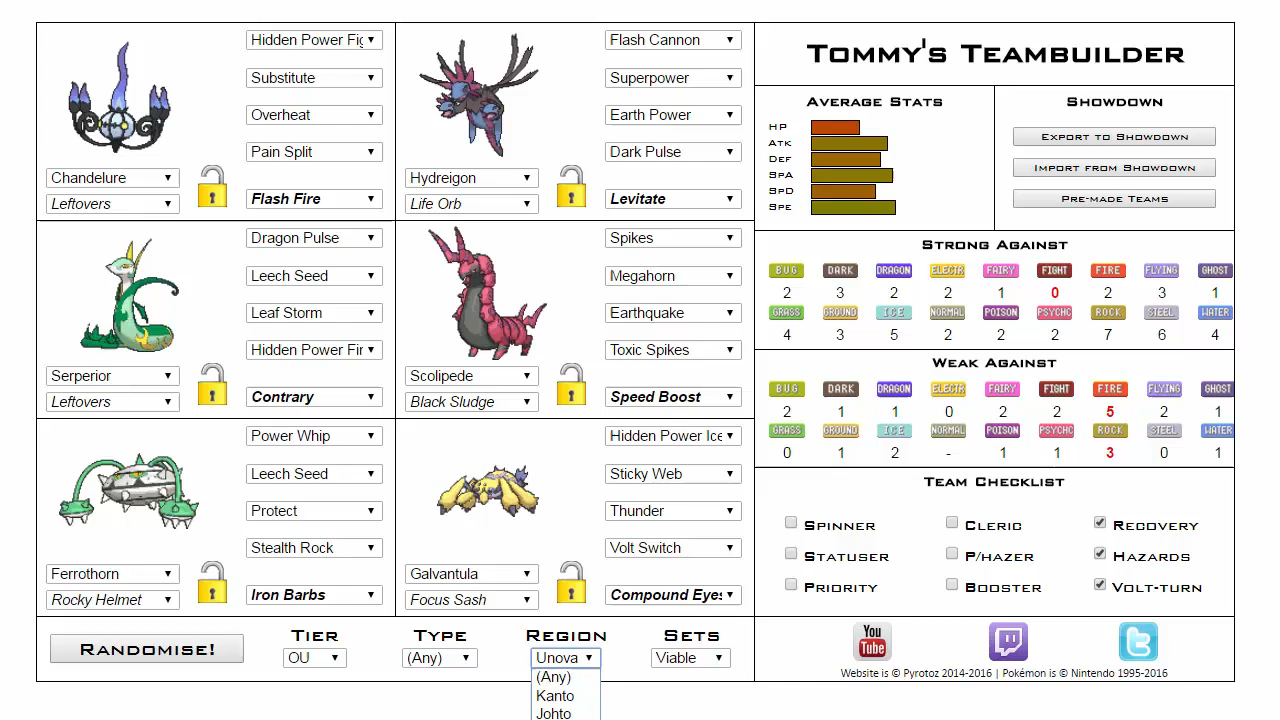 Hidden Power Fig
Substitute
Overheat
Pain Split
Chandelure
Leftovers
Flash Fire
Flash Cannon
Superpower
Earth Power
Dark Pulse
Hydreigon
Life Orb
Levitate
Dragon Pulse
Leech Seed
Leaf Storm
Hidden Power Fir
Serperior
Leftovers
Contrary
Spikes
Megahorn
Earthquake
Toxic Spikes
Scolipede
Black Sludge
Speed Boost
Power Whip
Leech Seed
Protect
Stealth Rock
Ferrothorn
Rocky Helmet
Iron Barbs
Hidden Power Ice
Sticky Web
Thunder
Volt Switch
Galvantula
Focus Sash
Compound Eyes
Randomise!
Tier
OU
Type
(Any)
Region
Unova
(Any)
Kanto
Johto
Sets
Viable
Tommy's Teambuilder
Average Stats
HP
Atk
Def
SpA
SpD
Spe
Showdown
Export to Showdown
Import from Showdown
Pre-made Teams
Strong Against
BUG DARK DRAGON ELECTR FAIRY FIGHT FIRE FLYING GHOST
2 3 2 2 1 0 2 3 1
GRASS GROUND ICE NORMAL POISON PSYCHC ROCK STEEL WATER
4 3 5 2 2 2 7 6 4
Weak Against
BUG DARK DRAGON ELECTR FAIRY FIGHT FIRE FLYING GHOST
2 1 1 0 2 2 5 2 1
GRASS GROUND ICE NORMAL POISON PSYCHC ROCK STEEL WATER
0 1 2 - 1 1 3 0 1
Team Checklist
Spinner Cleric Recovery
Statuser P/hazer Hazards
Priority Booster Volt-turn
You
Tube
Website is © Pyrotoz 2014-2016 | Pokémon is © Nintendo 1995-2016